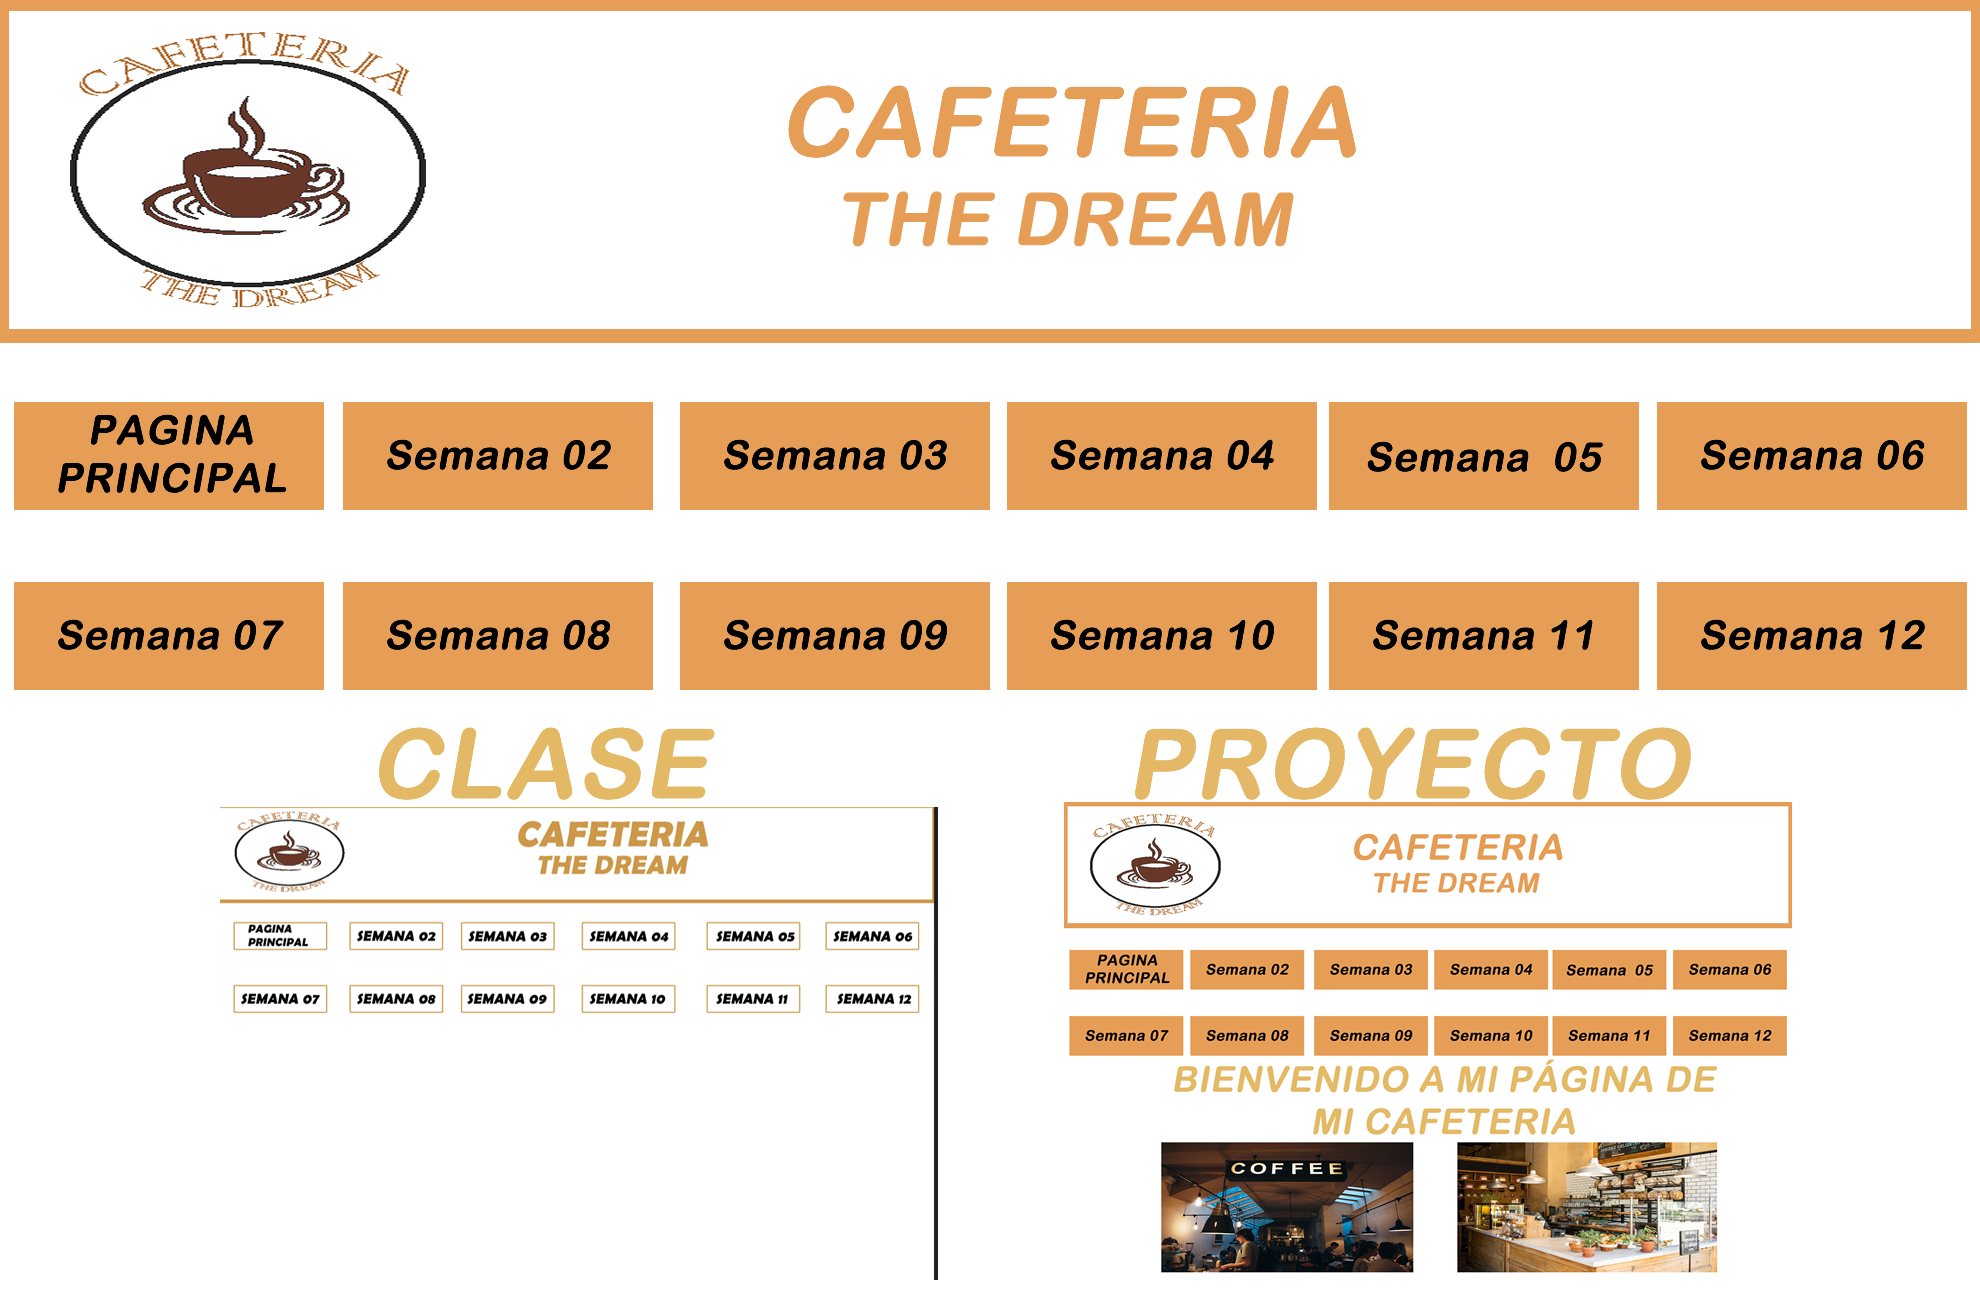 CAFETERIA
THE DREAM
CAFETERIA
THE DREAM
PAGINA
PRINCIPAL
Semana 02
Semana 03
Semana 04
Semana  05
Semana 06
Semana 07
Semana 08
Semana 09
Semana 10
Semana 11
Semana 12
CLASE
CAFETERIA
THE DREAM
CAFETERIA
THE DREAM
PAGINA
PRINCIPAL
SEMANA 02
SEMANA 03
SEMANA 04
SEMANA 05
SEMANA 06
SEMANA 07
SEMANA 08
SEMANA 09
SEMANA 10
SEMANA 11
SEMANA 12
PROYECTO
CAFETERIA
THE DREAM
CAFETERIA
THE DREAM
PAGINA
PRINCIPAL
Semana 02
Semana 03
Semana 04
Semana  05
Semana 06
Semana 07
Semana 08
Semana 09
Semana 10
Semana 11
Semana 12
BIENVENIDO A MI PÁGINA DE
MI CAFETERIA
COFFEE